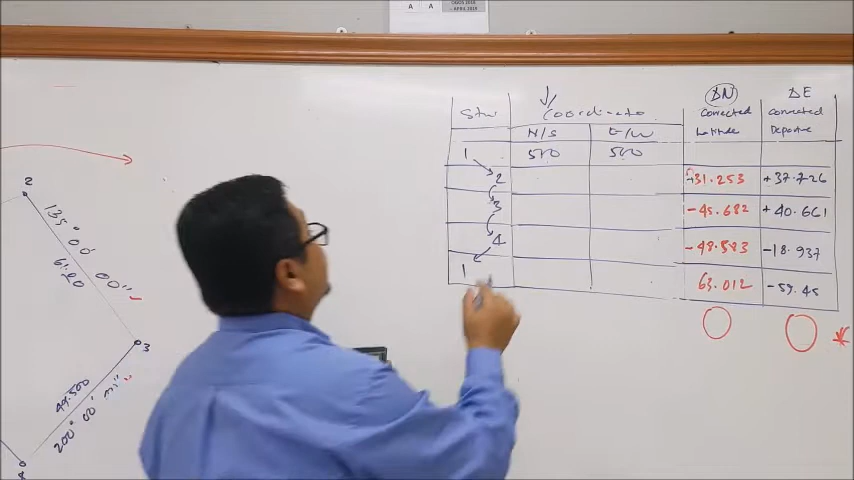 A A
Stn
Coordinate
ΔN
ΔE
Corrected
Latitude
Corrected
Departure
N/S
E/W
1
500
500
2
+31.253
+37.726
3
-45.682
+40.661
4
-48.583
-18.937
1
63.012
-59.45
2
135° 00' 00"
61.20
3
49.500
200° 00'
4